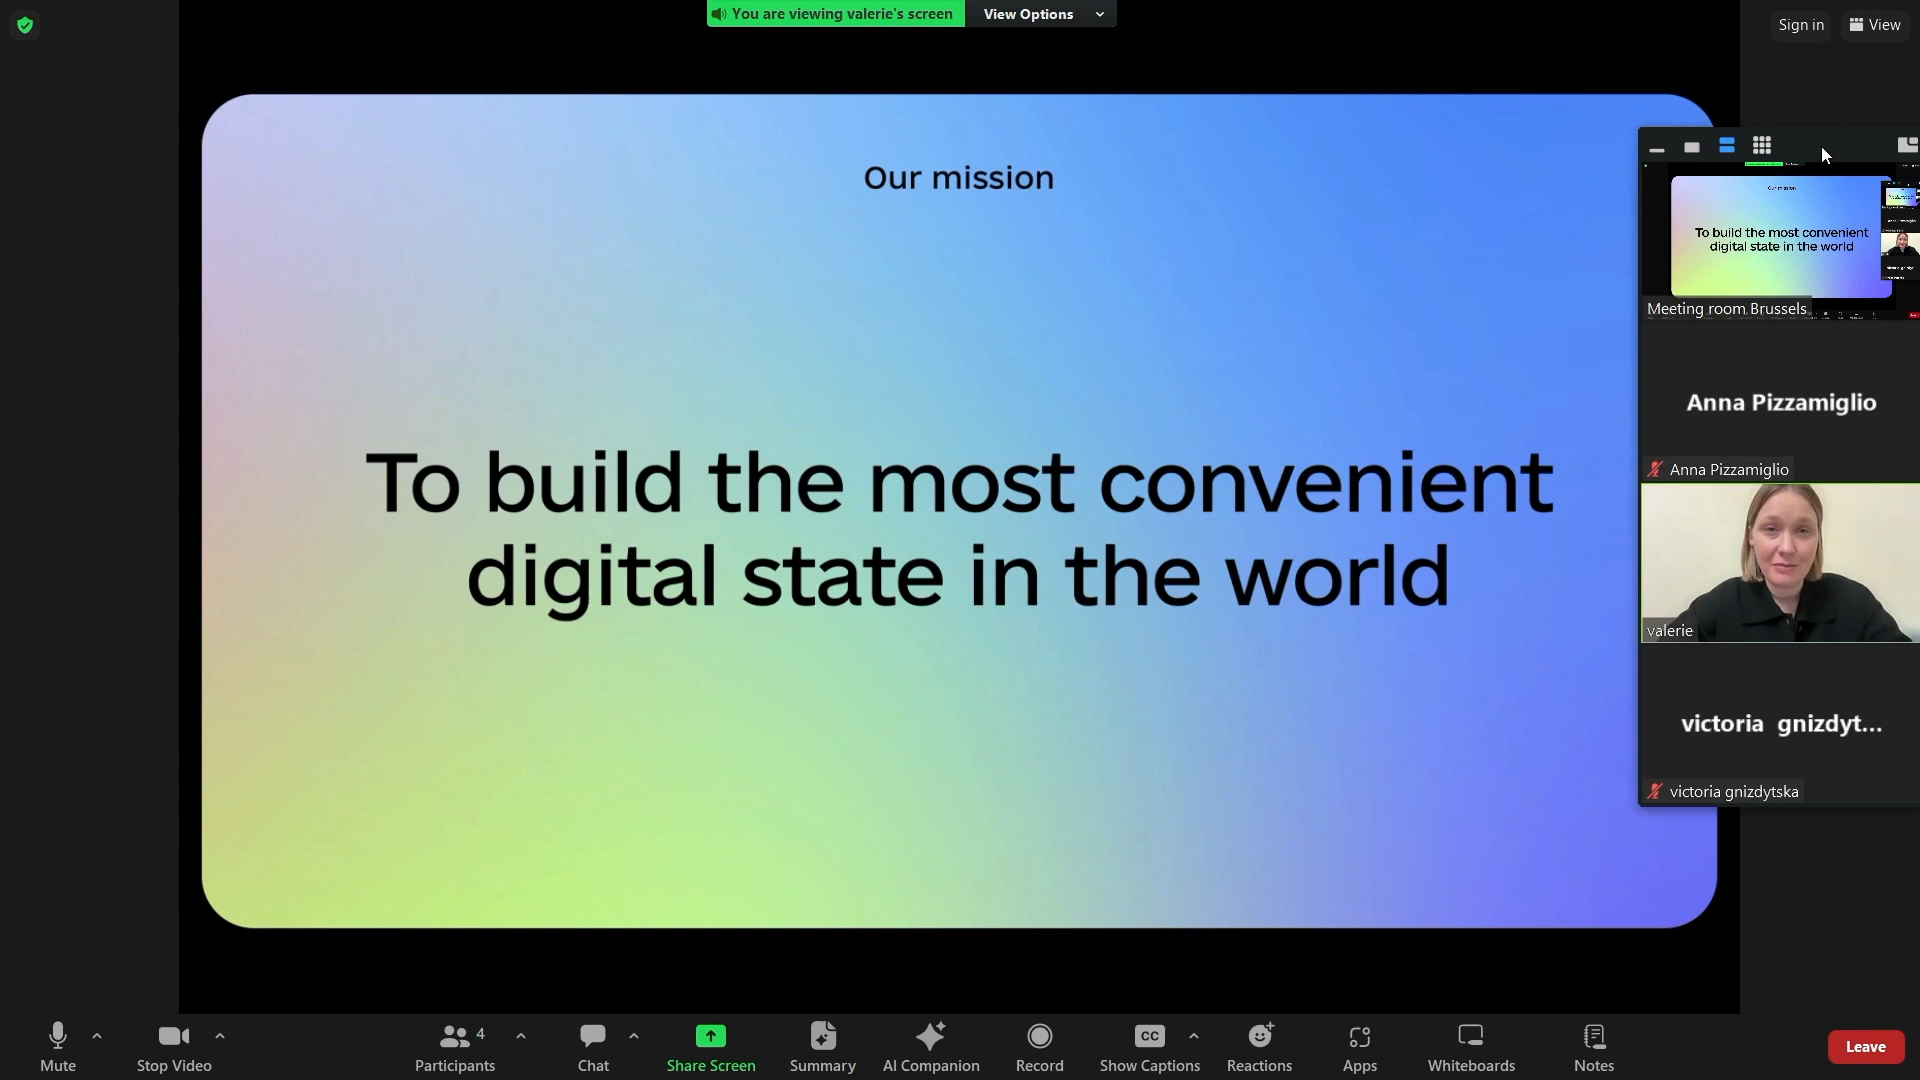 You are viewing valerie's screen
View Options
Sign in
View
Our mission
To build the most convenient
digital state in the world
Our mission
To build the most convenient
digital state in the world
Meeting room Brussels
Anna Pizzamiglio
Anna Pizzamiglio
valerie
victoria gnizdyt...
victoria gnizdytska
Mute
Stop Video
4
Participants
Chat
Share Screen
Summary
AI Companion
Record
CC
Show Captions
Reactions
Apps
Whiteboards
Notes
Leave